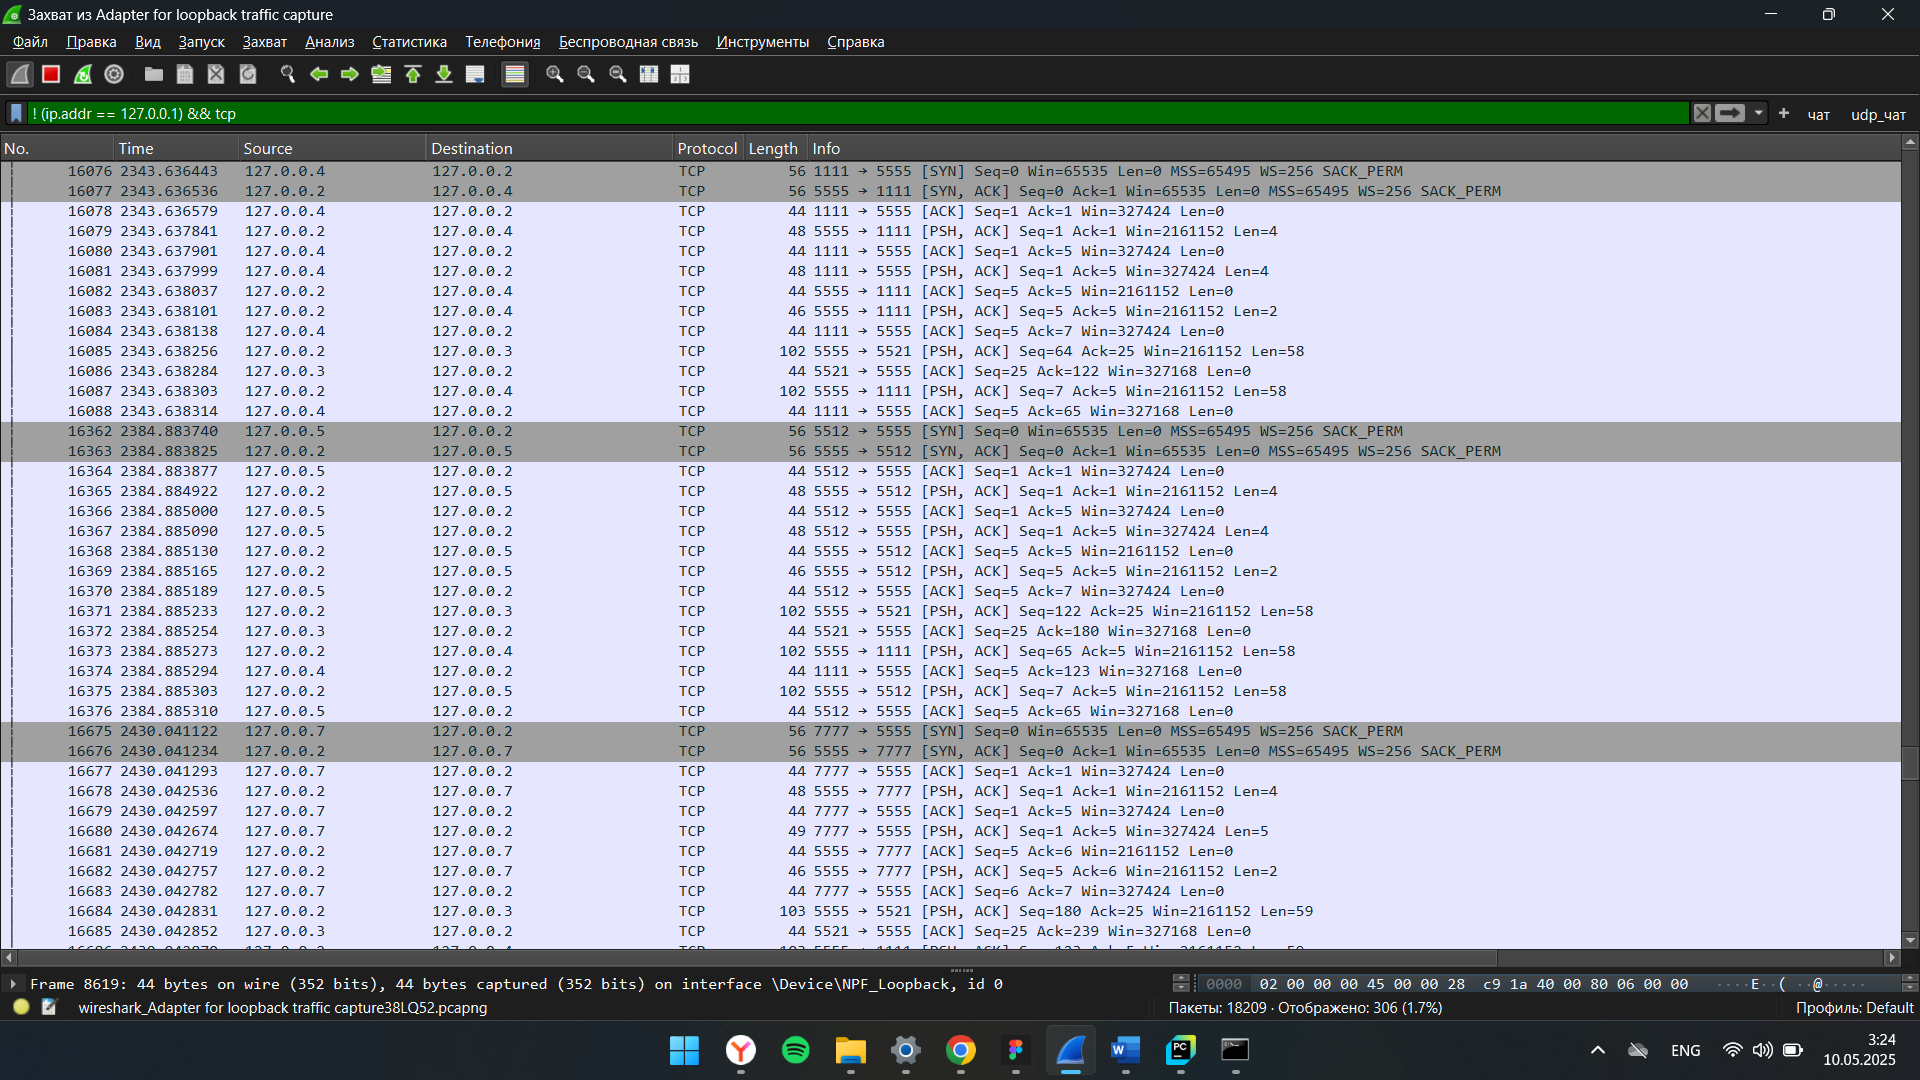 Захват из Adapter for loopback traffic capture
Файл Правка Вид Запуск Захват Анализ Статистика Телефония Беспроводная связь Инструменты Справка
! (ip.addr == 127.0.0.1) && tcp + чат udp_чат
No. Time Source Destination Protocol Length Info
16076 2343.636443 127.0.0.4 127.0.0.2 TCP 56 1111 → 5555 [SYN] Seq=0 Win=65535 Len=0 MSS=65495 WS=256 SACK_PERM
16077 2343.636536 127.0.0.2 127.0.0.4 TCP 56 5555 → 1111 [SYN, ACK] Seq=0 Ack=1 Win=65535 Len=0 MSS=65495 WS=256 SACK_PERM
16078 2343.636579 127.0.0.4 127.0.0.2 TCP 44 1111 → 5555 [ACK] Seq=1 Ack=1 Win=327424 Len=0
16079 2343.637841 127.0.0.2 127.0.0.4 TCP 48 5555 → 1111 [PSH, ACK] Seq=1 Ack=1 Win=2161152 Len=4
16080 2343.637901 127.0.0.4 127.0.0.2 TCP 44 1111 → 5555 [ACK] Seq=1 Ack=5 Win=327424 Len=0
16081 2343.637999 127.0.0.4 127.0.0.2 TCP 48 1111 → 5555 [PSH, ACK] Seq=1 Ack=5 Win=327424 Len=4
16082 2343.638037 127.0.0.2 127.0.0.4 TCP 44 5555 → 1111 [ACK] Seq=5 Ack=5 Win=2161152 Len=0
16083 2343.638101 127.0.0.2 127.0.0.4 TCP 46 5555 → 1111 [PSH, ACK] Seq=5 Ack=5 Win=2161152 Len=2
16084 2343.638138 127.0.0.4 127.0.0.2 TCP 44 1111 → 5555 [ACK] Seq=5 Ack=7 Win=327424 Len=0
16085 2343.638256 127.0.0.2 127.0.0.3 TCP 102 5555 → 5521 [PSH, ACK] Seq=64 Ack=25 Win=2161152 Len=58
16086 2343.638284 127.0.0.3 127.0.0.2 TCP 44 5521 → 5555 [ACK] Seq=25 Ack=122 Win=327168 Len=0
16087 2343.638303 127.0.0.2 127.0.0.4 TCP 102 5555 → 1111 [PSH, ACK] Seq=7 Ack=5 Win=2161152 Len=58
16088 2343.638314 127.0.0.4 127.0.0.2 TCP 44 1111 → 5555 [ACK] Seq=5 Ack=65 Win=327168 Len=0
16362 2384.883740 127.0.0.5 127.0.0.2 TCP 56 5512 → 5555 [SYN] Seq=0 Win=65535 Len=0 MSS=65495 WS=256 SACK_PERM
16363 2384.883825 127.0.0.2 127.0.0.5 TCP 56 5555 → 5512 [SYN, ACK] Seq=0 Ack=1 Win=65535 Len=0 MSS=65495 WS=256 SACK_PERM
16364 2384.883877 127.0.0.5 127.0.0.2 TCP 44 5512 → 5555 [ACK] Seq=1 Ack=1 Win=327424 Len=0
16365 2384.884922 127.0.0.2 127.0.0.5 TCP 48 5555 → 5512 [PSH, ACK] Seq=1 Ack=1 Win=2161152 Len=4
16366 2384.885000 127.0.0.5 127.0.0.2 TCP 44 5512 → 5555 [ACK] Seq=1 Ack=5 Win=327424 Len=0
16367 2384.885090 127.0.0.5 127.0.0.2 TCP 48 5512 → 5555 [PSH, ACK] Seq=1 Ack=5 Win=327424 Len=4
16368 2384.885130 127.0.0.2 127.0.0.5 TCP 44 5555 → 5512 [ACK] Seq=5 Ack=5 Win=2161152 Len=0
16369 2384.885165 127.0.0.2 127.0.0.5 TCP 46 5555 → 5512 [PSH, ACK] Seq=5 Ack=5 Win=2161152 Len=2
16370 2384.885189 127.0.0.5 127.0.0.2 TCP 44 5512 → 5555 [ACK] Seq=5 Ack=7 Win=327424 Len=0
16371 2384.885233 127.0.0.2 127.0.0.3 TCP 102 5555 → 5521 [PSH, ACK] Seq=122 Ack=25 Win=2161152 Len=58
16372 2384.885254 127.0.0.3 127.0.0.2 TCP 44 5521 → 5555 [ACK] Seq=25 Ack=180 Win=327168 Len=0
16373 2384.885273 127.0.0.2 127.0.0.4 TCP 102 5555 → 1111 [PSH, ACK] Seq=65 Ack=5 Win=2161152 Len=58
16374 2384.885294 127.0.0.4 127.0.0.2 TCP 44 1111 → 5555 [ACK] Seq=5 Ack=123 Win=327168 Len=0
16375 2384.885303 127.0.0.2 127.0.0.5 TCP 102 5555 → 5512 [PSH, ACK] Seq=7 Ack=5 Win=2161152 Len=58
16376 2384.885310 127.0.0.5 127.0.0.2 TCP 44 5512 → 5555 [ACK] Seq=5 Ack=65 Win=327168 Len=0
16675 2430.041122 127.0.0.7 127.0.0.2 TCP 56 7777 → 5555 [SYN] Seq=0 Win=65535 Len=0 MSS=65495 WS=256 SACK_PERM
16676 2430.041234 127.0.0.2 127.0.0.7 TCP 56 5555 → 7777 [SYN, ACK] Seq=0 Ack=1 Win=65535 Len=0 MSS=65495 WS=256 SACK_PERM
16677 2430.041293 127.0.0.7 127.0.0.2 TCP 44 7777 → 5555 [ACK] Seq=1 Ack=1 Win=327424 Len=0
16678 2430.042536 127.0.0.2 127.0.0.7 TCP 48 5555 → 7777 [PSH, ACK] Seq=1 Ack=1 Win=2161152 Len=4
16679 2430.042597 127.0.0.7 127.0.0.2 TCP 44 7777 → 5555 [ACK] Seq=1 Ack=5 Win=327424 Len=0
16680 2430.042674 127.0.0.7 127.0.0.2 TCP 49 7777 → 5555 [PSH, ACK] Seq=1 Ack=5 Win=327424 Len=5
16681 2430.042719 127.0.0.2 127.0.0.7 TCP 44 5555 → 7777 [ACK] Seq=5 Ack=6 Win=2161152 Len=0
16682 2430.042757 127.0.0.2 127.0.0.7 TCP 46 5555 → 7777 [PSH, ACK] Seq=5 Ack=6 Win=2161152 Len=2
16683 2430.042782 127.0.0.7 127.0.0.2 TCP 44 7777 → 5555 [ACK] Seq=6 Ack=7 Win=327424 Len=0
16684 2430.042831 127.0.0.2 127.0.0.3 TCP 103 5555 → 5521 [PSH, ACK] Seq=180 Ack=25 Win=2161152 Len=59
16685 2430.042852 127.0.0.3 127.0.0.2 TCP 44 5521 → 5555 [ACK] Seq=25 Ack=239 Win=327168 Len=0
Frame 8619: 44 bytes on wire (352 bits), 44 bytes captured (352 bits) on interface \Device\NPF_Loopback, id 0 0000 02 00 00 00 45 00 00 28 c9 1a 40 00 80 06 00 00 ····E··( ··@·····
wireshark_Adapter for loopback traffic capture38LQ52.pcapng Пакеты: 18209 · Отображено: 306 (1.7%) Профиль: Default
PC W ENG 3:24
10.05.2025